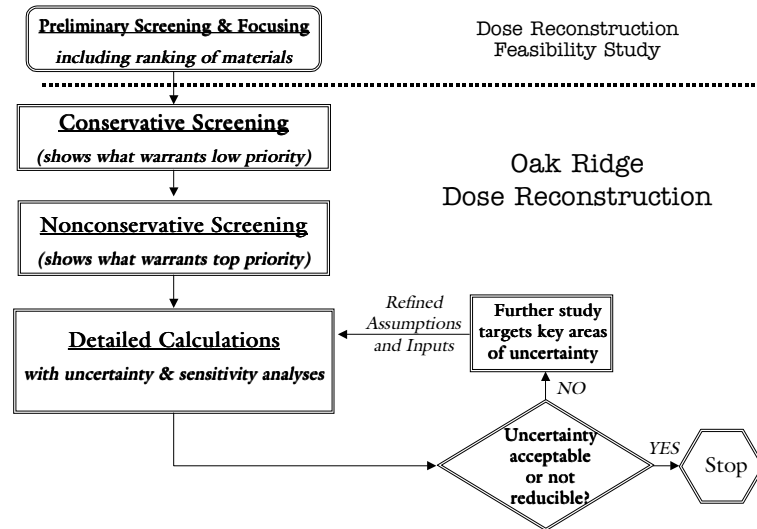 Preliminary Screening & Focusing
including ranking of materials
Dose Reconstruction
Feasibility Study
Conservative Screening
(shows what warrants low priority)
Oak Ridge
Dose Reconstruction
Nonconservative Screening
(shows what warrants top priority)
Detailed Calculations
with uncertainty & sensitivity analyses
Refined
Assumptions
and Inputs
Further study
targets key areas
of uncertainty
NO
Uncertainty
acceptable
or not
reducible?
YES
Stop